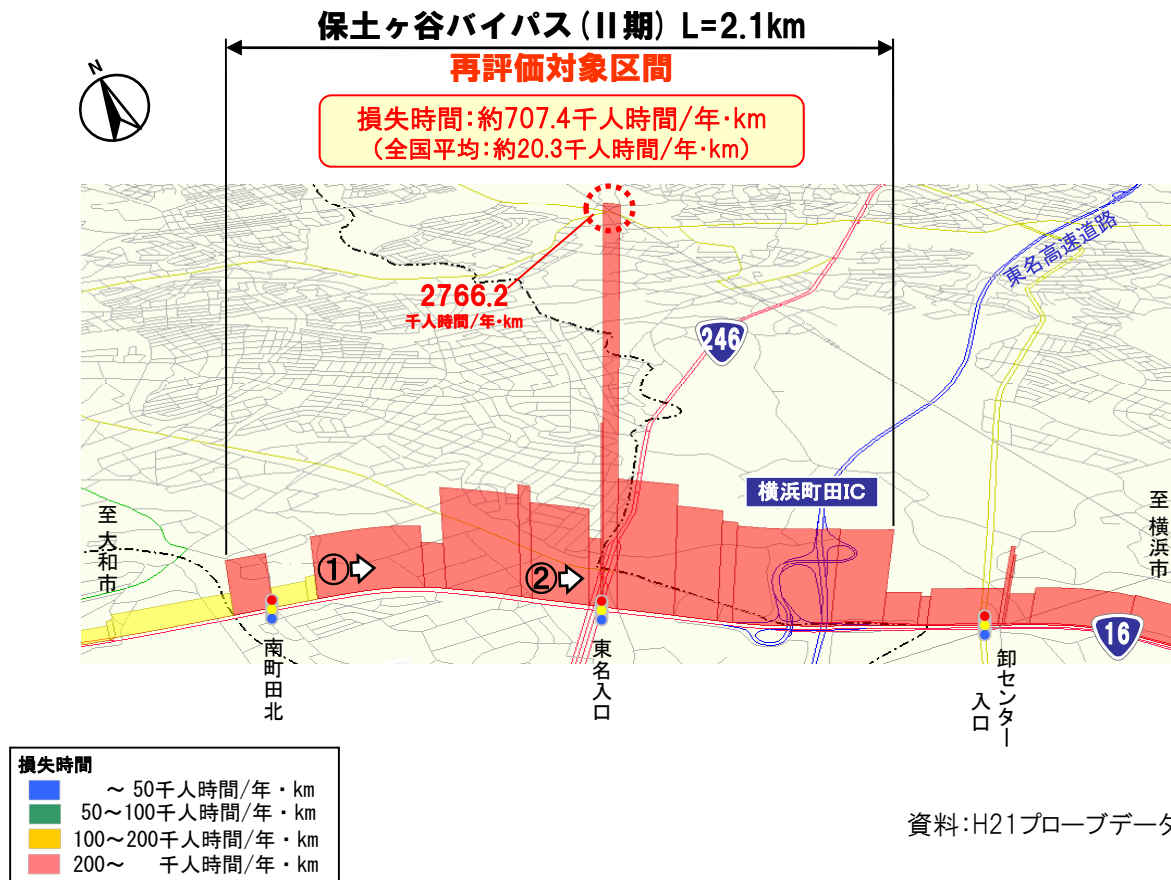 保土ヶ谷バイパス(Ⅱ期) L=2.1km
再評価対象区間
N
損失時間:約707.4千人時間/年・km
(全国平均:約20.3千人時間/年・km)
東名高速道路
2766.2
千人時間/年・km
246
横浜町田IC
至 大和市
至 横浜市
①
②
16
南町田北
東名入口
卸センター
入口
損失時間
～ 50千人時間/年・km
50～100千人時間/年・km
100～200千人時間/年・km
200～ 千人時間/年・km
資料:H21プローブデータ